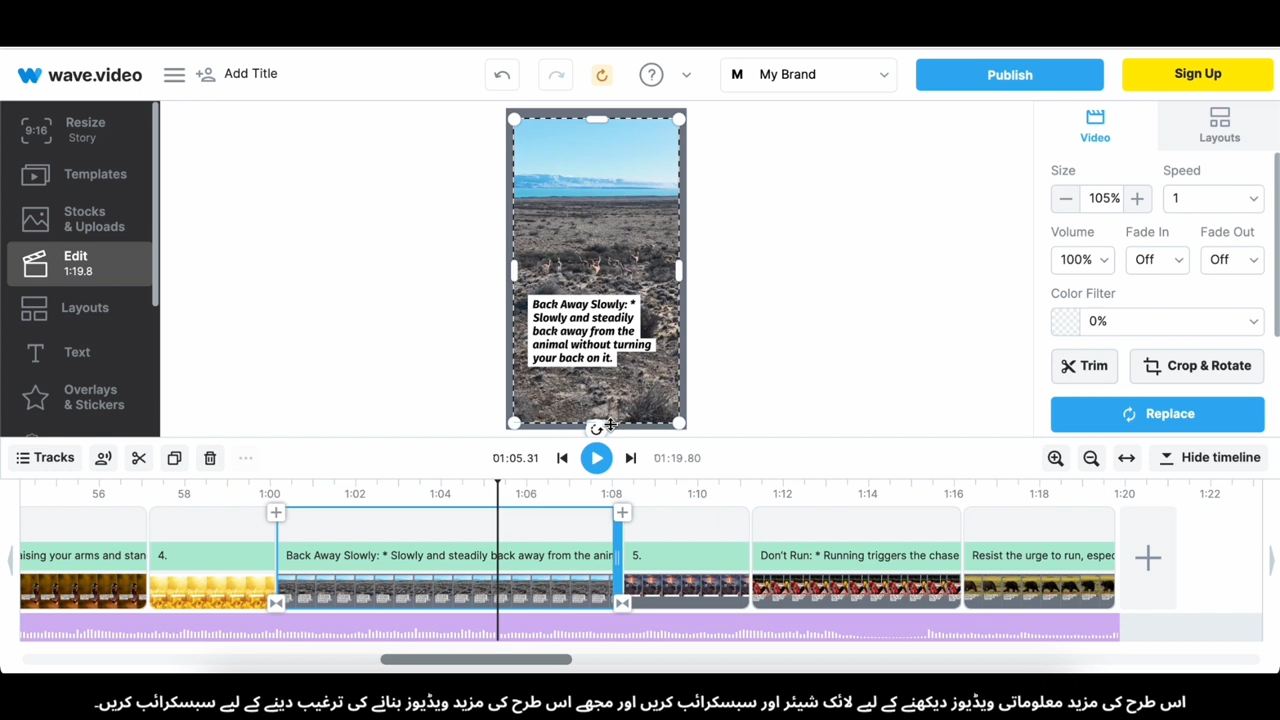 wave.video
Add Title
My Brand
Publish
Sign Up
9:16
Resize
Story
Templates
Stocks
& Uploads
Edit
1:19.8
Layouts
Text
Overlays
& Stickers
Back Away Slowly: *
Slowly and steadily
back away from the
animal without turning
your back on it.
Video
Layouts
Size
Speed
105%
1
Volume
Fade In
Fade Out
100%
Off
Off
Color Filter
0%
Trim
Crop & Rotate
Replace
Tracks
01:05.31
01:19.80
Hide timeline
56 58 1:00 1:02 1:04 1:06 1:08 1:10 1:12 1:14 1:16 1:18 1:20 1:22
aising your arms and stan
4.
Back Away Slowly: * Slowly and steadily back away from the anir
5.
Don't Run: * Running triggers the chase
Resist the urge to run, espec
اس طرح کی مزید معلوماتی ویڈیوز دیکھنے کے لیے لائک شیئر اور سبسکرائب کریں اور مجھے اس طرح کی مزید ویڈیوز بنانے کی ترغیب دینے کے لیے سبسکرائب کریں۔